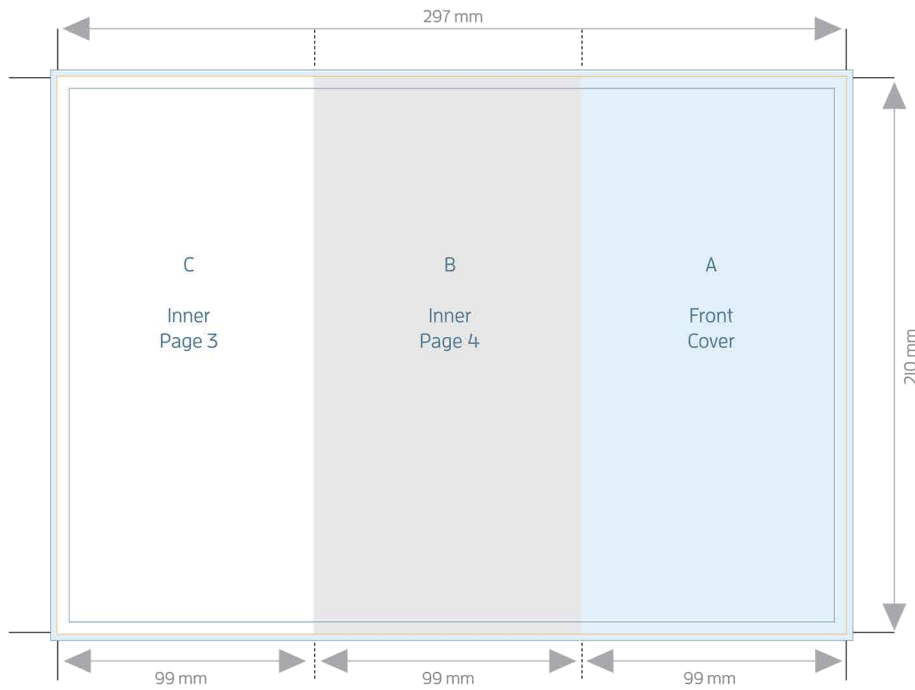 297 mm
C
Inner
Page 3
B
Inner
Page 4
A
Front
Cover
210 mm
99 mm
99 mm
99 mm